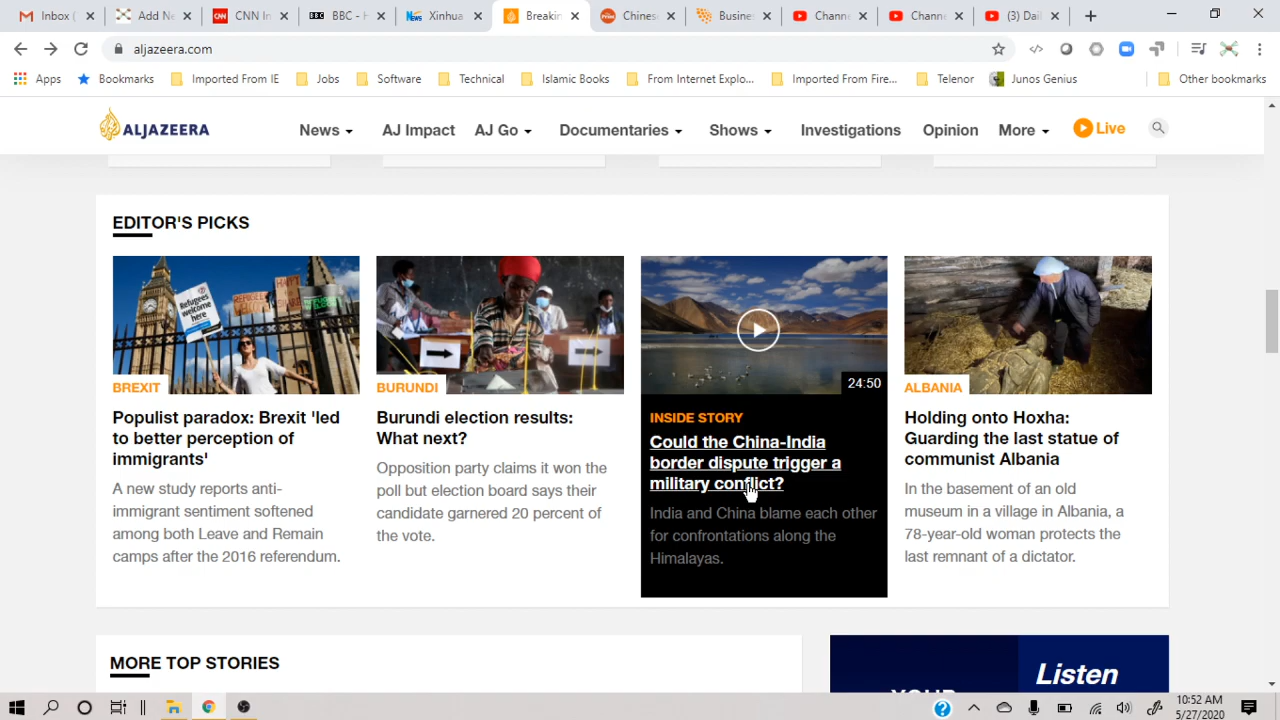 Inbox (
Add Ne
CNN In
BBC - H
Xinhua
Breakin
Chines
Busine
Chann
Chann
(3) Da
aljazeera.com
Apps
Bookmarks
Imported From IE
Jobs
Software
Technical
Islamic Books
From Internet Explo...
Imported From Fire...
Telenor
Junos Genius
Other bookmarks
ALJAZEERA
News
AJ Impact
AJ Go
Documentaries
Shows
Investigations
Opinion
More
Live
EDITOR'S PICKS
Refugees welcome here
BREXIT
Populist paradox: Brexit 'led
to better perception of
immigrants'
A new study reports anti-
immigrant sentiment softened
among both Leave and Remain
camps after the 2016 referendum.
BURUNDI
Burundi election results:
What next?
Opposition party claims it won the
poll but election board says their
candidate garnered 20 percent of
the vote.
24:50
INSIDE STORY
Could the China-India
border dispute trigger a
military conflict?
India and China blame each other
for confrontations along the
Himalayas.
ALBANIA
Holding onto Hoxha:
Guarding the last statue of
communist Albania
In the basement of an old
museum in a village in Albania, a
78-year-old woman protects the
last remnant of a dictator.
MORE TOP STORIES
Listen
YOUR
10:52 AM
5/27/2020